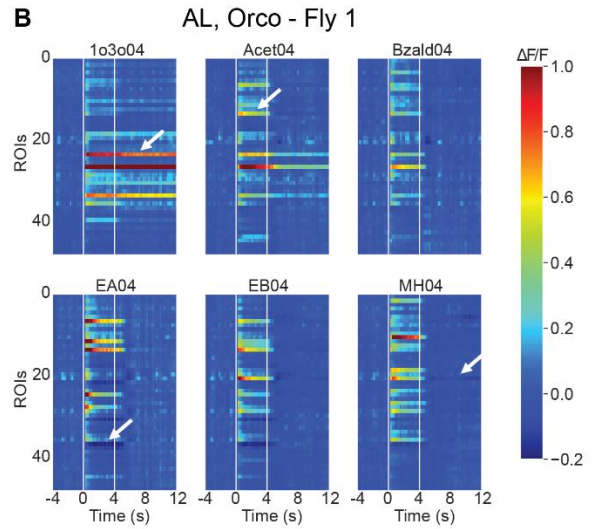 B AL, Orco - Fly 1
1o3o04 Acet04 Bzald04 ΔF/F
0 20 40
ROIs
1.0
0.8
0.6
0.4
0.2
0.0
−0.2
EA04 EB04 MH04
0 20 40
ROIs
-4 0 4 8 12 -4 0 4 8 12 -4 0 4 8 12
Time (s) Time (s) Time (s)